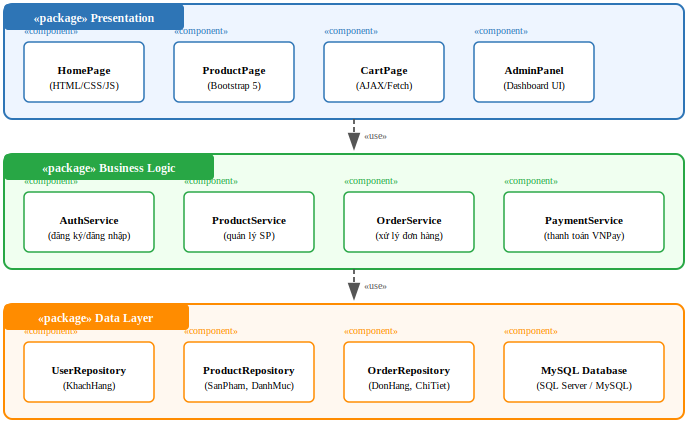 «package» Presentation
«component» «component» «component» «component»
HomePage ProductPage CartPage AdminPanel
(HTML/CSS/JS) (Bootstrap 5) (AJAX/Fetch) (Dashboard UI)
«use»
«package» Business Logic
«component» «component» «component» «component»
AuthService ProductService OrderService PaymentService
(đăng ký/đăng nhập) (quản lý SP) (xử lý đơn hàng) (thanh toán VNPay)
«use»
«package» Data Layer
«component» «component» «component» «component»
UserRepository ProductRepository OrderRepository MySQL Database
(KhachHang) (SanPham, DanhMuc) (DonHang, ChiTiet) (SQL Server / MySQL)